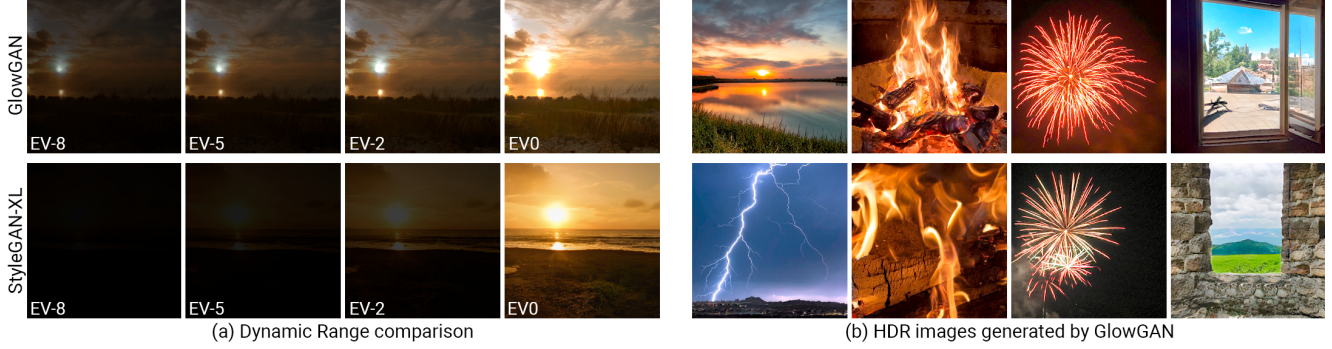 GlowGAN
EV-8
EV-5
EV-2
EV0
StyleGAN-XL
EV-8
EV-5
EV-2
EV0
(a) Dynamic Range comparison
(b) HDR images generated by GlowGAN